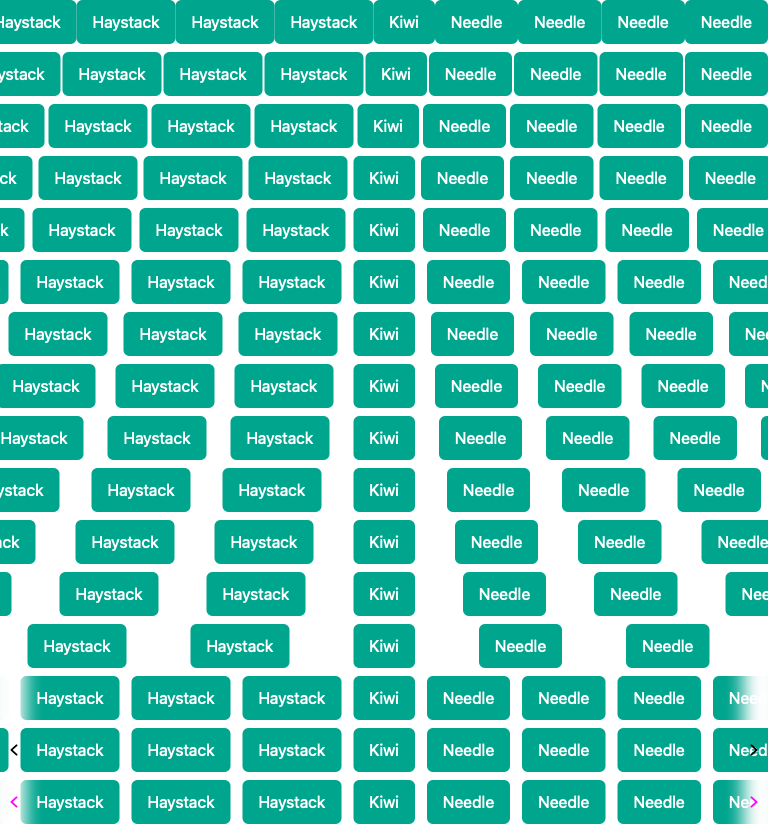 Haystack Haystack Haystack Haystack Kiwi Needle Needle Needle Needle
ystack Haystack Haystack Haystack Kiwi Needle Needle Needle Needle
tack Haystack Haystack Haystack Kiwi Needle Needle Needle Needle
ck Haystack Haystack Haystack Kiwi Needle Needle Needle Needle
k Haystack Haystack Haystack Kiwi Needle Needle Needle Needle
Haystack Haystack Haystack Kiwi Needle Needle Needle Need
Haystack Haystack Haystack Kiwi Needle Needle Needle Nee
Haystack Haystack Haystack Kiwi Needle Needle Needle N
Haystack Haystack Haystack Kiwi Needle Needle Needle
ystack Haystack Haystack Kiwi Needle Needle Needle
ck Haystack Haystack Kiwi Needle Needle Needle
Haystack Haystack Kiwi Needle Needle Nee
Haystack Haystack Kiwi Needle Needle
Haystack Haystack Haystack Kiwi Needle Needle Needle Need
Haystack Haystack Haystack Kiwi Needle Needle Needle Need
Haystack Haystack Haystack Kiwi Needle Needle Needle Ne